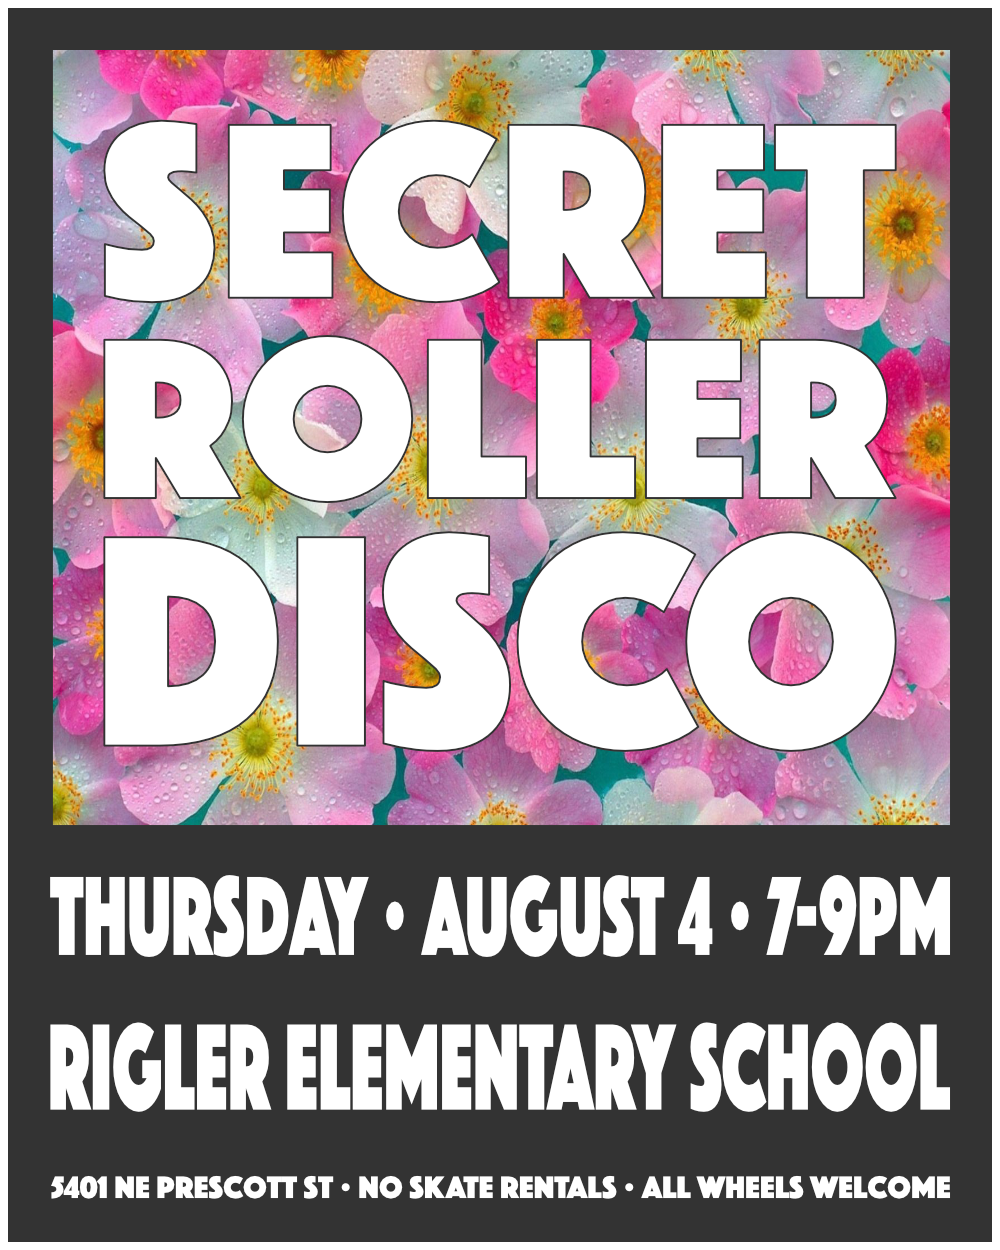 SECRET
ROLLER
DISCO
THURSDAY • AUGUST 4 • 7-9PM
RIGLER ELEMENTARY SCHOOL
5401 NE PRESCOTT ST • NO SKATE RENTALS • ALL WHEELS WELCOME